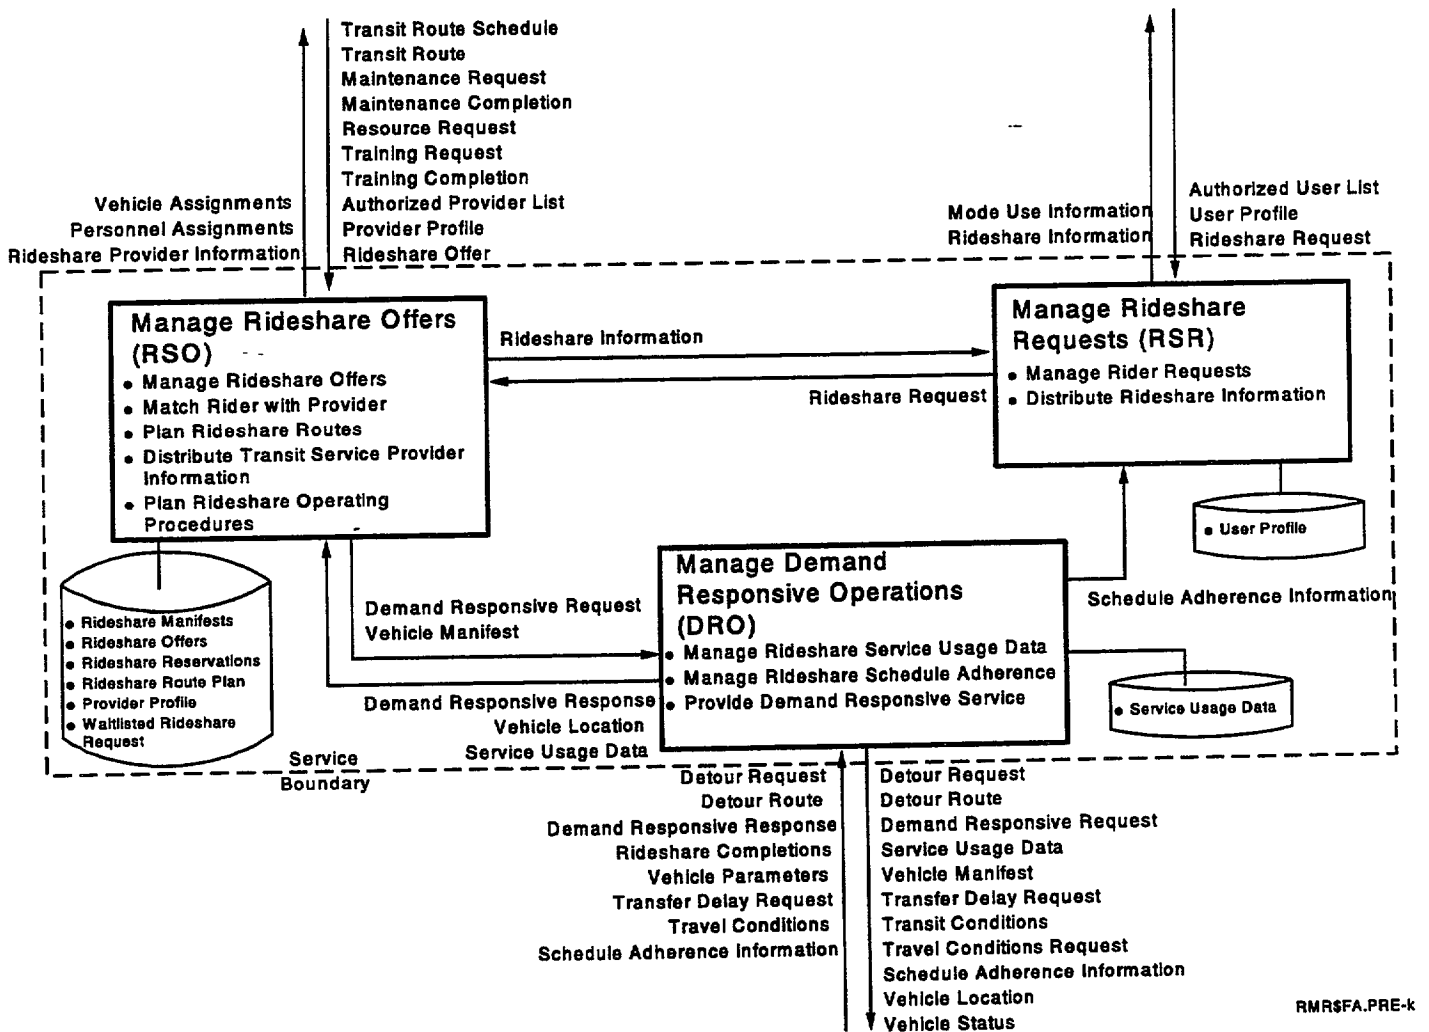 Transit Route Schedule
Transit Route
Maintenance Request
Maintenance Completion
Resource Request
Training Request
Training Completion
Authorized Provider List
Provider Profile
Rideshare Offer
Vehicle Assignments
Personnel Assignments
Rideshare Provider Information
Mode Use Information
Rideshare Information
Authorized User List
User Profile
Rideshare Request
Manage Rideshare Offers
(RSO)
• Manage Rideshare Offers
• Match Rider with Provider
• Plan Rideshare Routes
• Distribute Transit Service Provider
Information
• Plan Rideshare Operating
Procedures
Rideshare Information
Rideshare Request
Manage Rideshare
Requests (RSR)
• Manage Rider Requests
• Distribute Rideshare Information
• User Profile
• Rideshare Manifests
• Rideshare Offers
• Rideshare Reservations
• Rideshare Route Plan
• Provider Profile
• Waitlisted Rideshare
Request
Demand Responsive Request
Vehicle Manifest
Demand Responsive Response
Vehicle Location
Service Usage Data
Manage Demand
Responsive Operations
(DRO)
• Manage Rideshare Service Usage Data
• Manage Rideshare Schedule Adherence
• Provide Demand Responsive Service
Schedule Adherence Information
• Service Usage Data
Service
Boundary
Detour Request
Detour Route
Demand Responsive Response
Rideshare Completions
Vehicle Parameters
Transfer Delay Request
Travel Conditions
Schedule Adherence Information
Detour Request
Detour Route
Demand Responsive Request
Service Usage Data
Vehicle Manifest
Transfer Delay Request
Transit Conditions
Travel Conditions Request
Schedule Adherence Information
Vehicle Location
Vehicle Status
RMR$FA.PRE-k